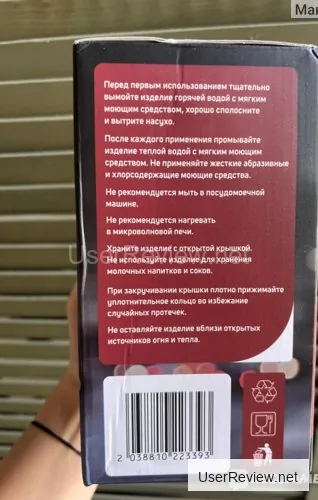 Перед первым использованием тщательно
вымойте изделие горячей водой с мягким
моющим средством, хорошо сполосните
и вытрите насухо.
После каждого применения промывайте
изделие теплой водой с мягким моющим
средством. Не применяйте жесткие абразивные
и хлорсодержащие моющие средства.
Не рекомендуется мыть в посудомоечной
машине.
Не рекомендуется нагревать
в микроволновой печи.
Храните изделие с открытой крышкой.
Не используйте изделие для хранения
молочных напитков и соков.
При закручивании крышки плотно прижимайте
уплотнительное кольцо во избежание
случайных протечек.
Не оставляйте изделие вблизи открытых
источников огня и тепла.
2 038810 223393
UserReview.net
UserReview.net